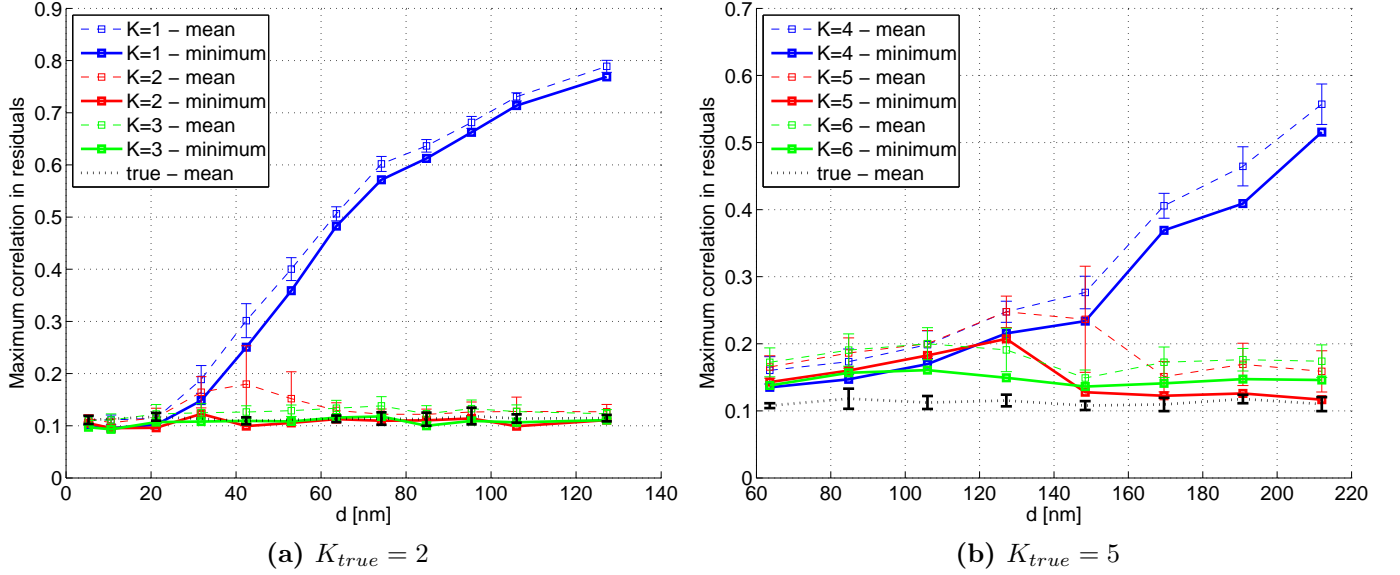 0.9
0.8
0.7
0.6
0.5
0.4
0.3
0.2
0.1
0
Maximum correlation in residuals
K=1 − mean
K=1 − minimum
K=2 − mean
K=2 − minimum
K=3 − mean
K=3 − minimum
true − mean
0 20 40 60 80 100 120 140
d [nm]
(a) K_{true} = 2
0.7
0.6
0.5
0.4
0.3
0.2
0.1
0
Maximum correlation in residuals
K=4 − mean
K=4 − minimum
K=5 − mean
K=5 − minimum
K=6 − mean
K=6 − minimum
true − mean
60 80 100 120 140 160 180 200 220
d [nm]
(b) K_{true} = 5